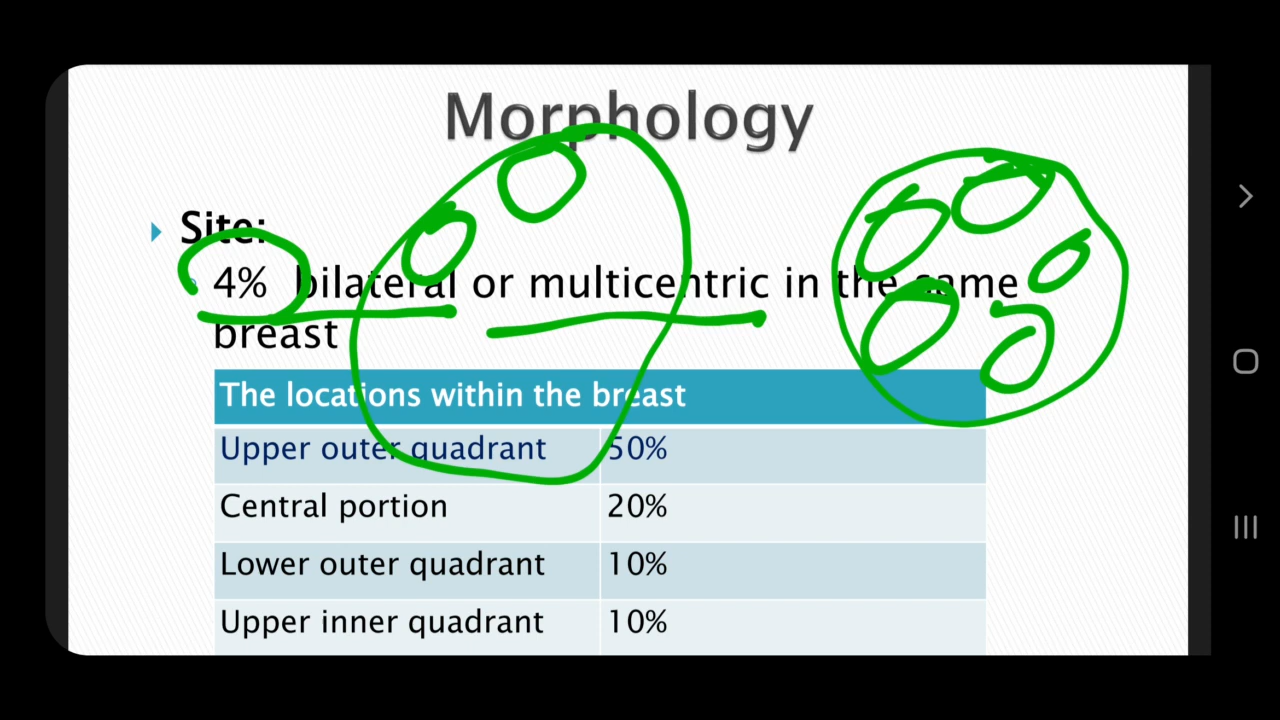 Morphology
Site:
4% bilateral or multicentric in the same
breast
The locations within the breast
Upper outer quadrant 50%
Central portion 20%
Lower outer quadrant 10%
Upper inner quadrant 10%